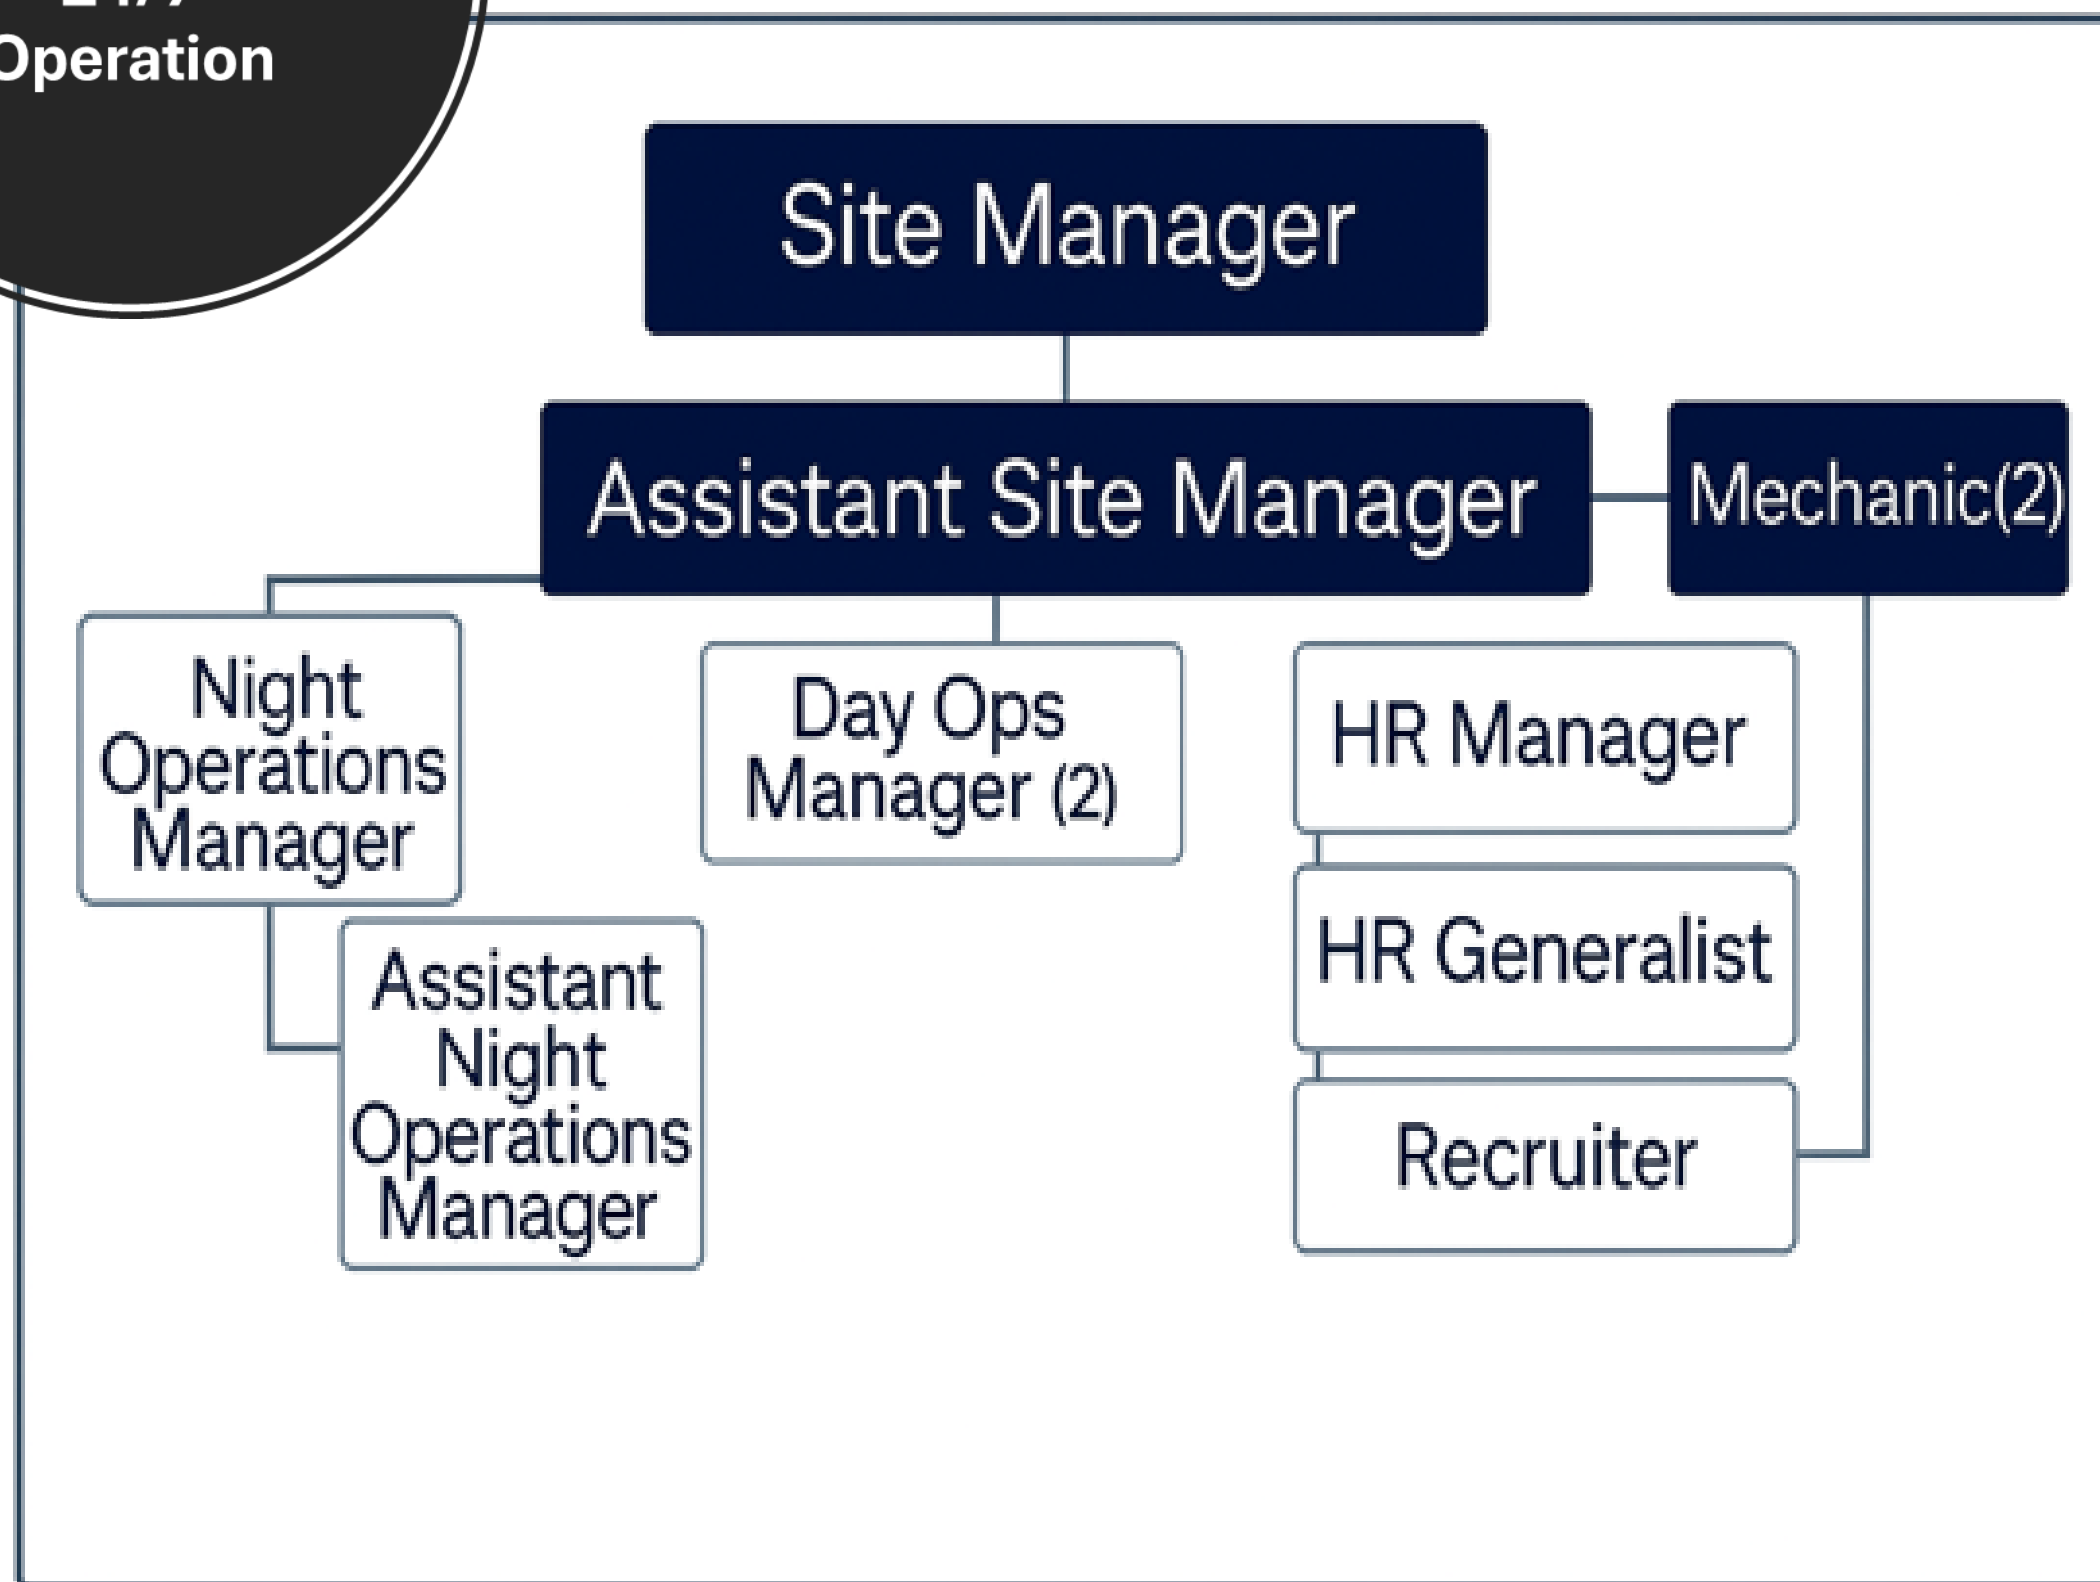 Operation
Site Manager
Assistant Site Manager
Mechanic(2)
Night
Operations
Manager
Day Ops
Manager (2)
HR Manager
HR Generalist
Assistant
Night
Operations
Manager
Recruiter